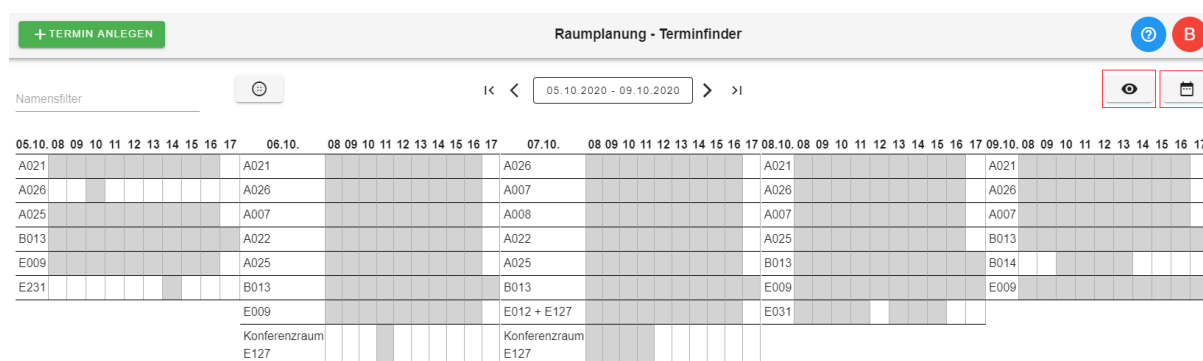 + TERMIN ANLEGEN Raumplanung - Terminfinder B
Namensfilter 05.10.2020 - 09.10.2020
05.10. 08 09 10 11 12 13 14 15 16 17 06.10. 08 09 10 11 12 13 14 15 16 17 07.10. 08 09 10 11 12 13 14 15 16 17 08.10. 08 09 10 11 12 13 14 15 16 17 09.10. 08 09 10 11 12 13 14 15 16 17
A021 A021 A026 A021 A021
A026 A026 A007 A026 A026
A025 A007 A008 A007 A007
B013 A022 A022 A025 B013
E009 A025 A025 B013 B014
E231 B013 B013 E009 E009
E009 E012 + E127 E031
Konferenzraum Konferenzraum
E127 E127